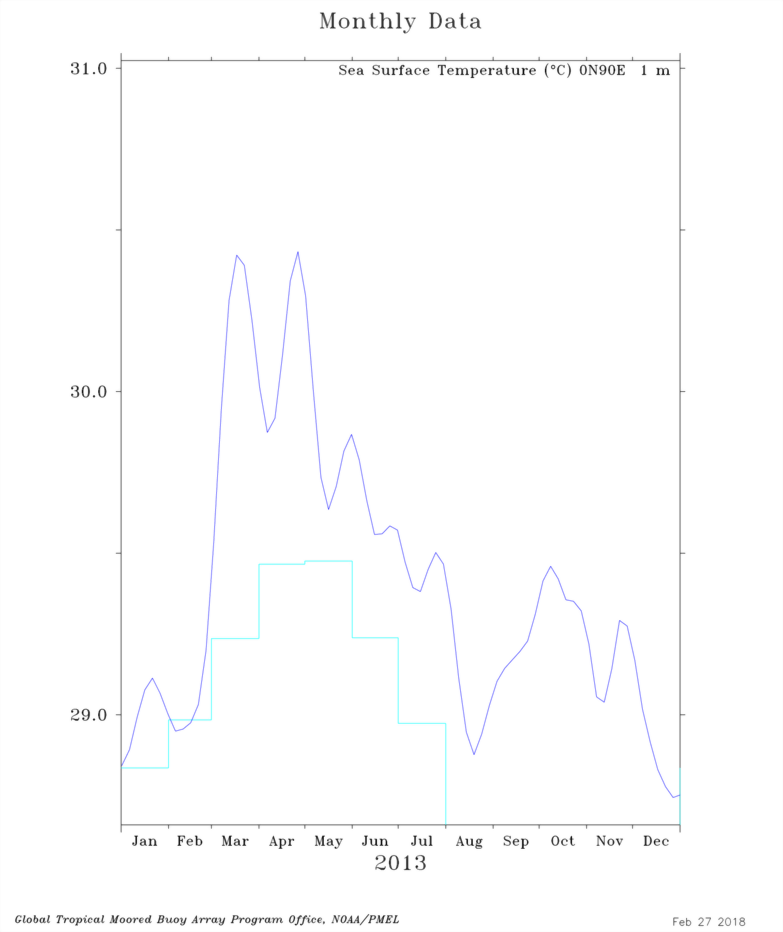 Monthly Data
31.0
Sea Surface Temperature (°C) 0N90E 1 m
30.0
29.0
Jan Feb Mar Apr May Jun Jul Aug Sep Oct Nov Dec
2013
Global Tropical Moored Buoy Array Program Office, NOAA/PMEL
Feb 27 2018